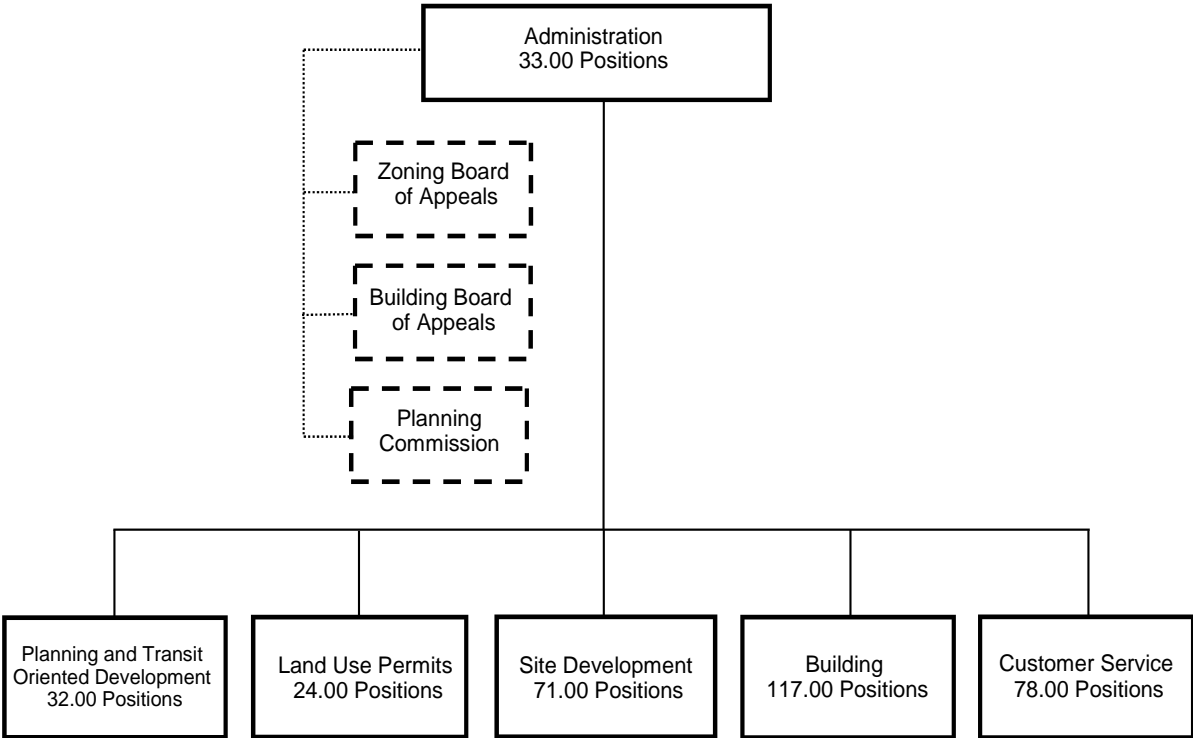 Administration
33.00 Positions
Zoning Board
of Appeals
Building Board
of Appeals
Planning
Commission
Planning and Transit
Oriented Development
32.00 Positions
Land Use Permits
24.00 Positions
Site Development
71.00 Positions
Building
117.00 Positions
Customer Service
78.00 Positions